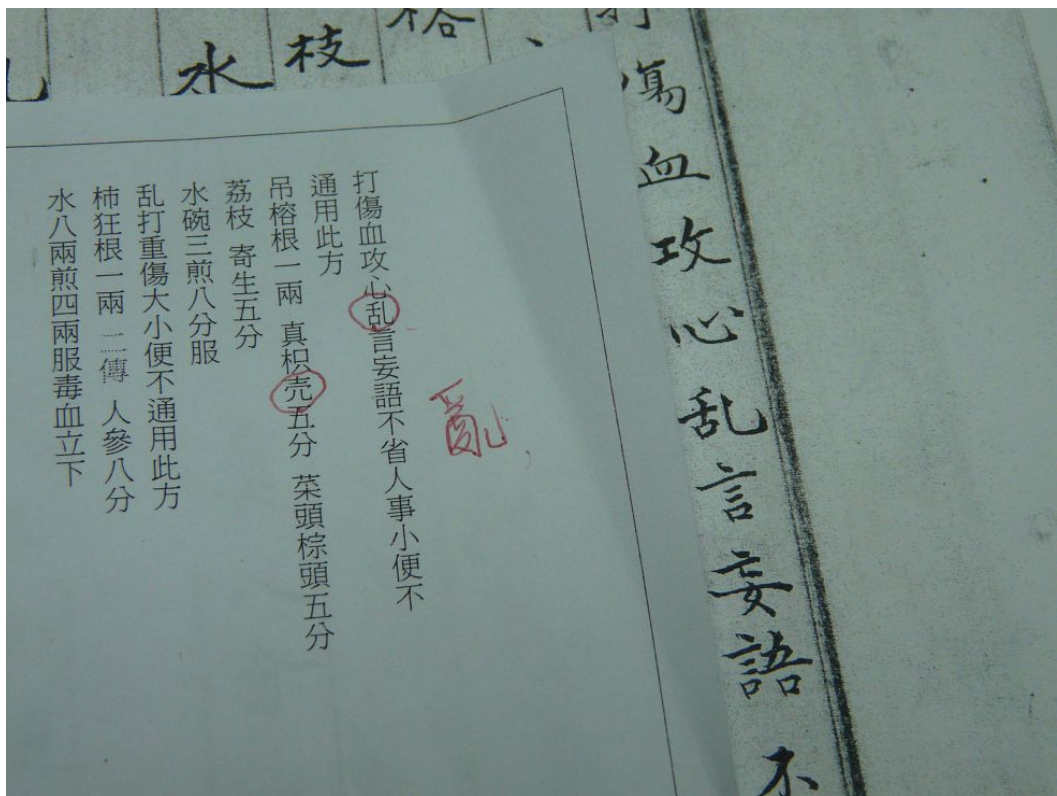 打傷血攻心乱言妄語不
枝
水
打傷血攻心乱言妄語不省人事小便不
通用此方
吊榕根一兩 真枳壳五分 菜頭棕頭五分
荔枝 寄生五分
水碗三煎八分服
乱打重傷大小便不通用此方
柿狂根一兩 二傳 人參八分
水八兩煎四兩服毒血立下
亂